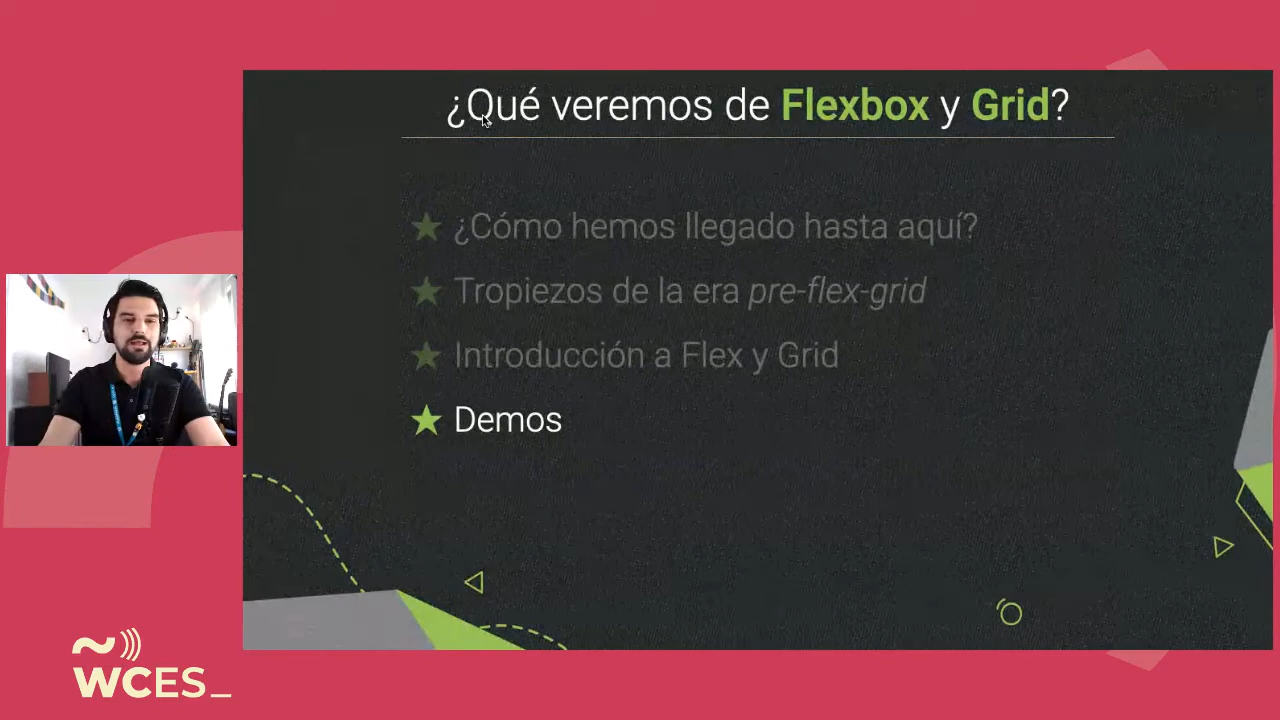 ¿Qué veremos de Flexbox y Grid?
¿Cómo hemos llegado hasta aquí?
Tropiezos de la era pre-flex-grid
Introducción a Flex y Grid
Demos
WCES_